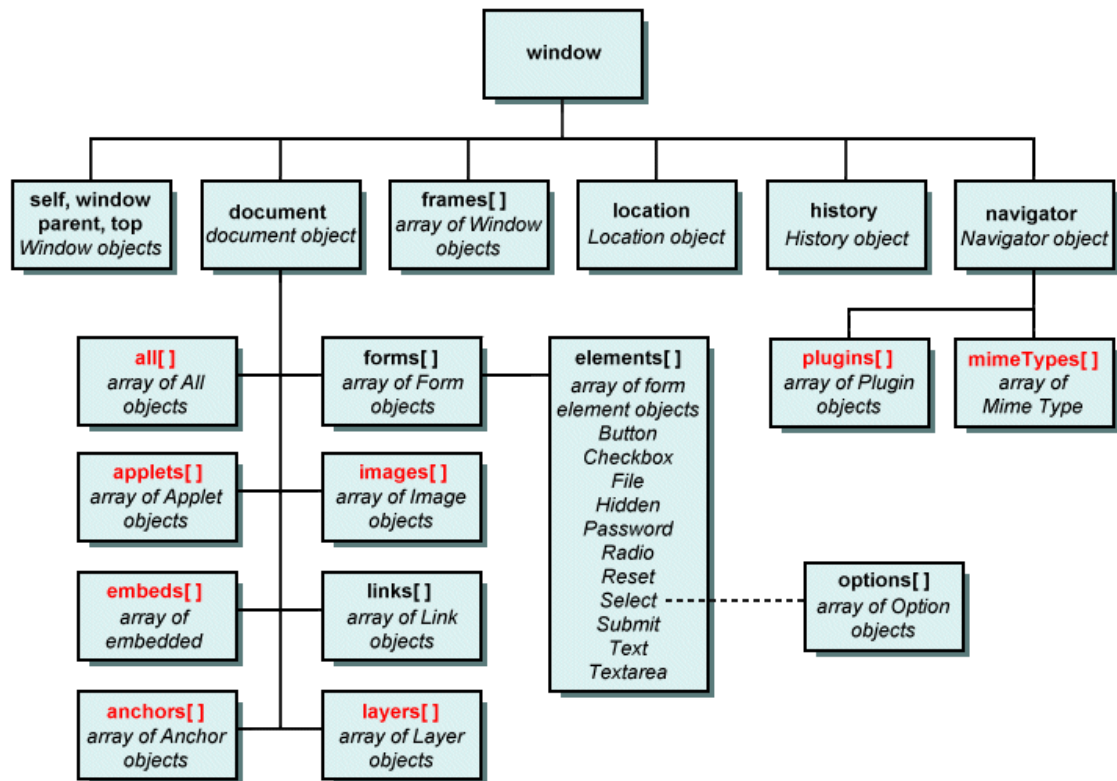 window
self, window
parent, top
Window objects
document
document object
frames[ ]
array of Window
objects
location
Location object
history
History object
navigator
Navigator object
all[ ]
array of All
objects
forms[ ]
array of Form
objects
elements[ ]
array of form
element objects
Button
Checkbox
File
Hidden
Password
Radio
Reset
Select
Submit
Text
Textarea
plugins[ ]
array of Plugin
objects
mimeTypes[ ]
array of
Mime Type
applets[ ]
array of Applet
objects
images[ ]
array of Image
objects
embeds[ ]
array of
embedded
links[ ]
array of Link
objects
options[ ]
array of Option
objects
anchors[ ]
array of Anchor
objects
layers[ ]
array of Layer
objects